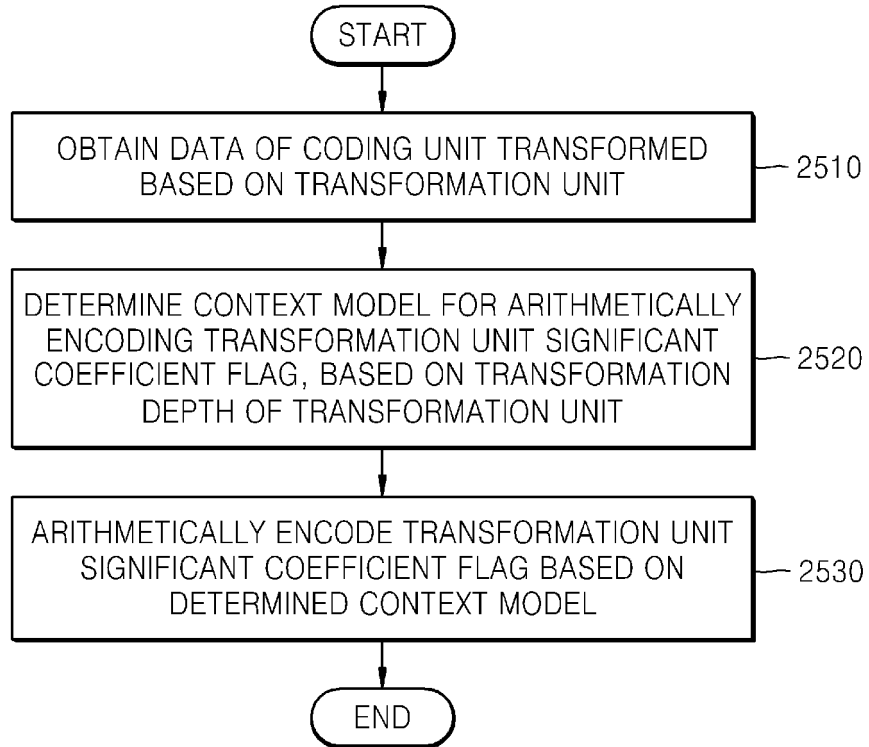 START
OBTAIN DATA OF CODING UNIT TRANSFORMED
BASED ON TRANSFORMATION UNIT
2510
DETERMINE CONTEXT MODEL FOR ARITHMETICALLY
ENCODING TRANSFORMATION UNIT SIGNIFICANT
COEFFICIENT FLAG, BASED ON TRANSFORMATION
DEPTH OF TRANSFORMATION UNIT
2520
ARITHMETICALLY ENCODE TRANSFORMATION UNIT
SIGNIFICANT COEFFICIENT FLAG BASED ON
DETERMINED CONTEXT MODEL
2530
END